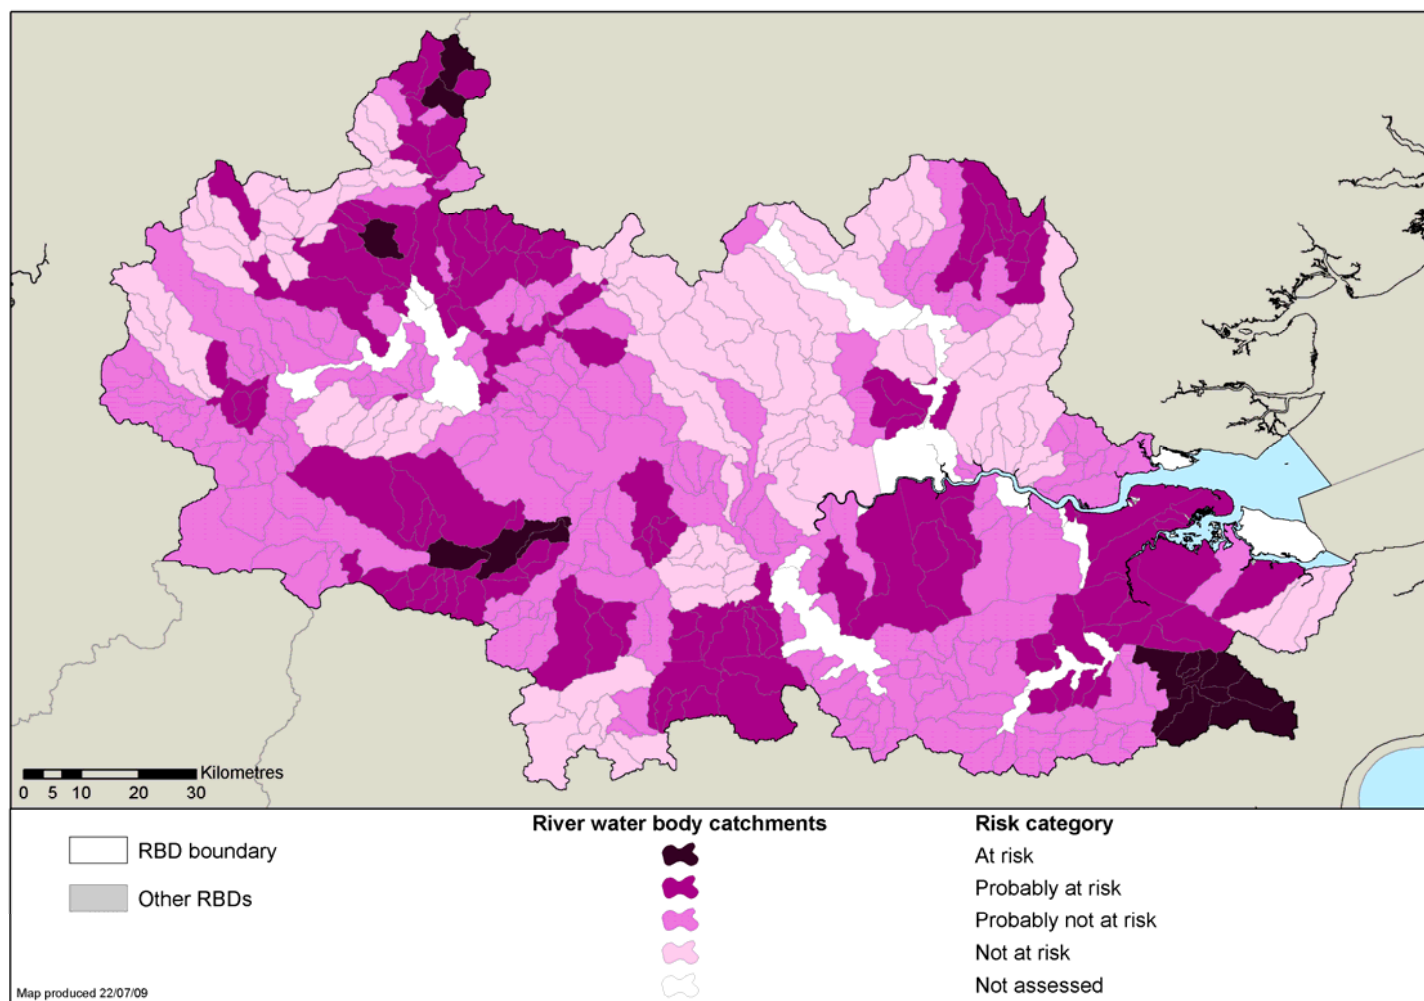 Kilometres
0 5 10 20 30
RBD boundary
Other RBDs
River water body catchments
Risk category
At risk
Probably at risk
Probably not at risk
Not at risk
Not assessed
Map produced 22/07/09